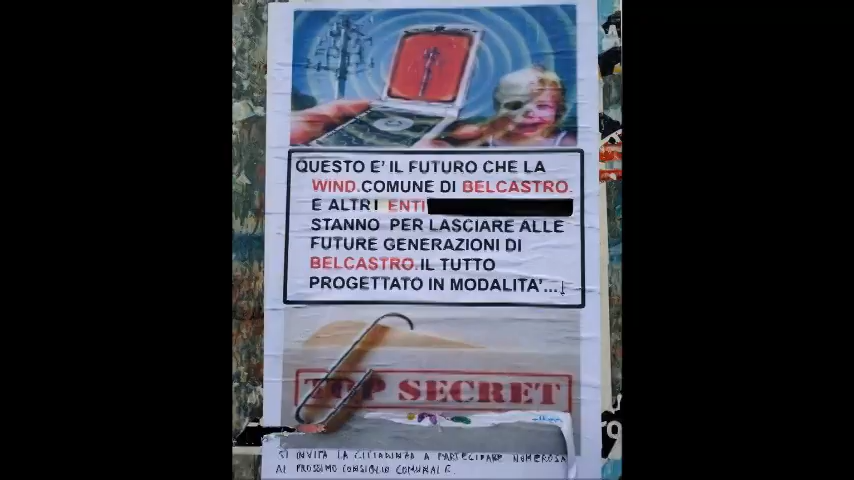 QUESTO E' IL FUTURO CHE LA
WIND.COMUNE DI BELCASTRO.
E ALTRI ENTI
STANNO PER LASCIARE ALLE
FUTURE GENERAZIONI DI
BELCASTRO.IL TUTTO
PROGETTATO IN MODALITA'...
TOP SECRET
SI INVITA LA CITTADINANZA A PARTECIPARE NUMEROSA
AL PROSSIMO CONSIGLIO COMUNALE.